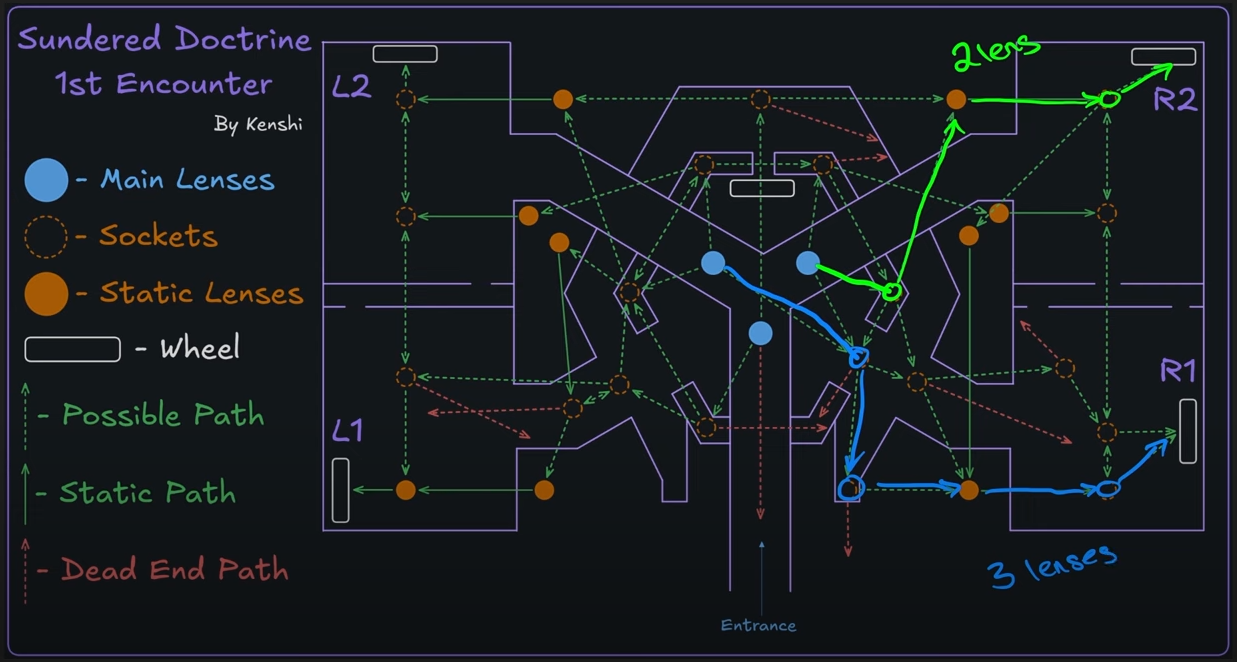 Sundered Doctrine
1st Encounter
By Kenshi
- Main Lenses
- Sockets
- Static Lenses
- Wheel
- Possible Path
- Static Path
- Dead End Path
L2
L1
2 lens
R2
R1
3 lenses
Entrance